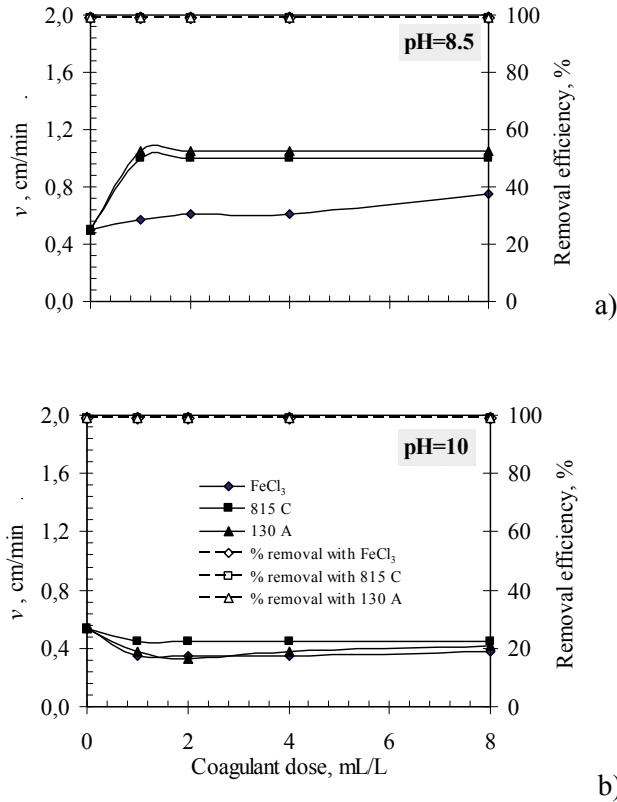 2,0
1,6
1,2
0,8
0,4
0,0
v , cm/min .
pH=8.5
100
80
60
40
20
0
Removal efficiency, %
a)
2,0
1,6
1,2
0,8
0,4
0,0
v , cm/min .
pH=10
FeCl₃
815 C
130 A
% removal with FeCl₃
% removal with 815 C
% removal with 130 A
100
80
60
40
20
0
Removal efficiency, %
0 2 4 6 8
Coagulant dose, mL/L
b)